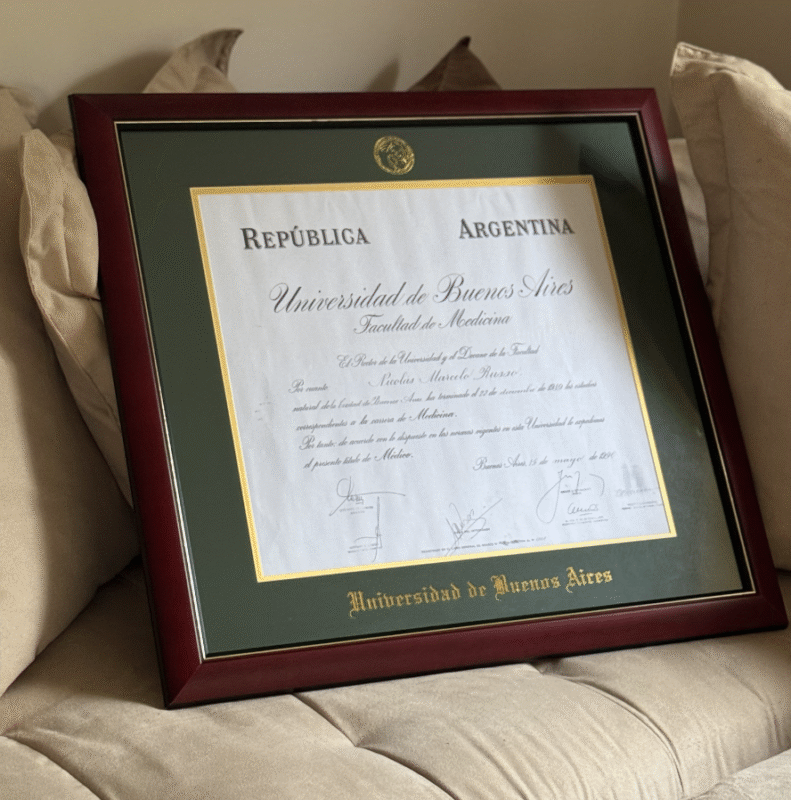 REPÚBLICA ARGENTINA
Universidad de Buenos Aires
Facultad de Medicina
El Rector de la Universidad y el Decano de la Facultad
Por cuanto Nicolás Marcelo Russo
natural de la Ciudad de Buenos Aires ha terminado el 12 de diciembre de los estudios
correspondientes a la carrera de Medicina.
Por tanto; de acuerdo con lo dispuesto en las normas vigentes en esta Universidad le
el presente título de Médico.
Buenos Aires, 15 de mayo de
Universidad de Buenos Aires